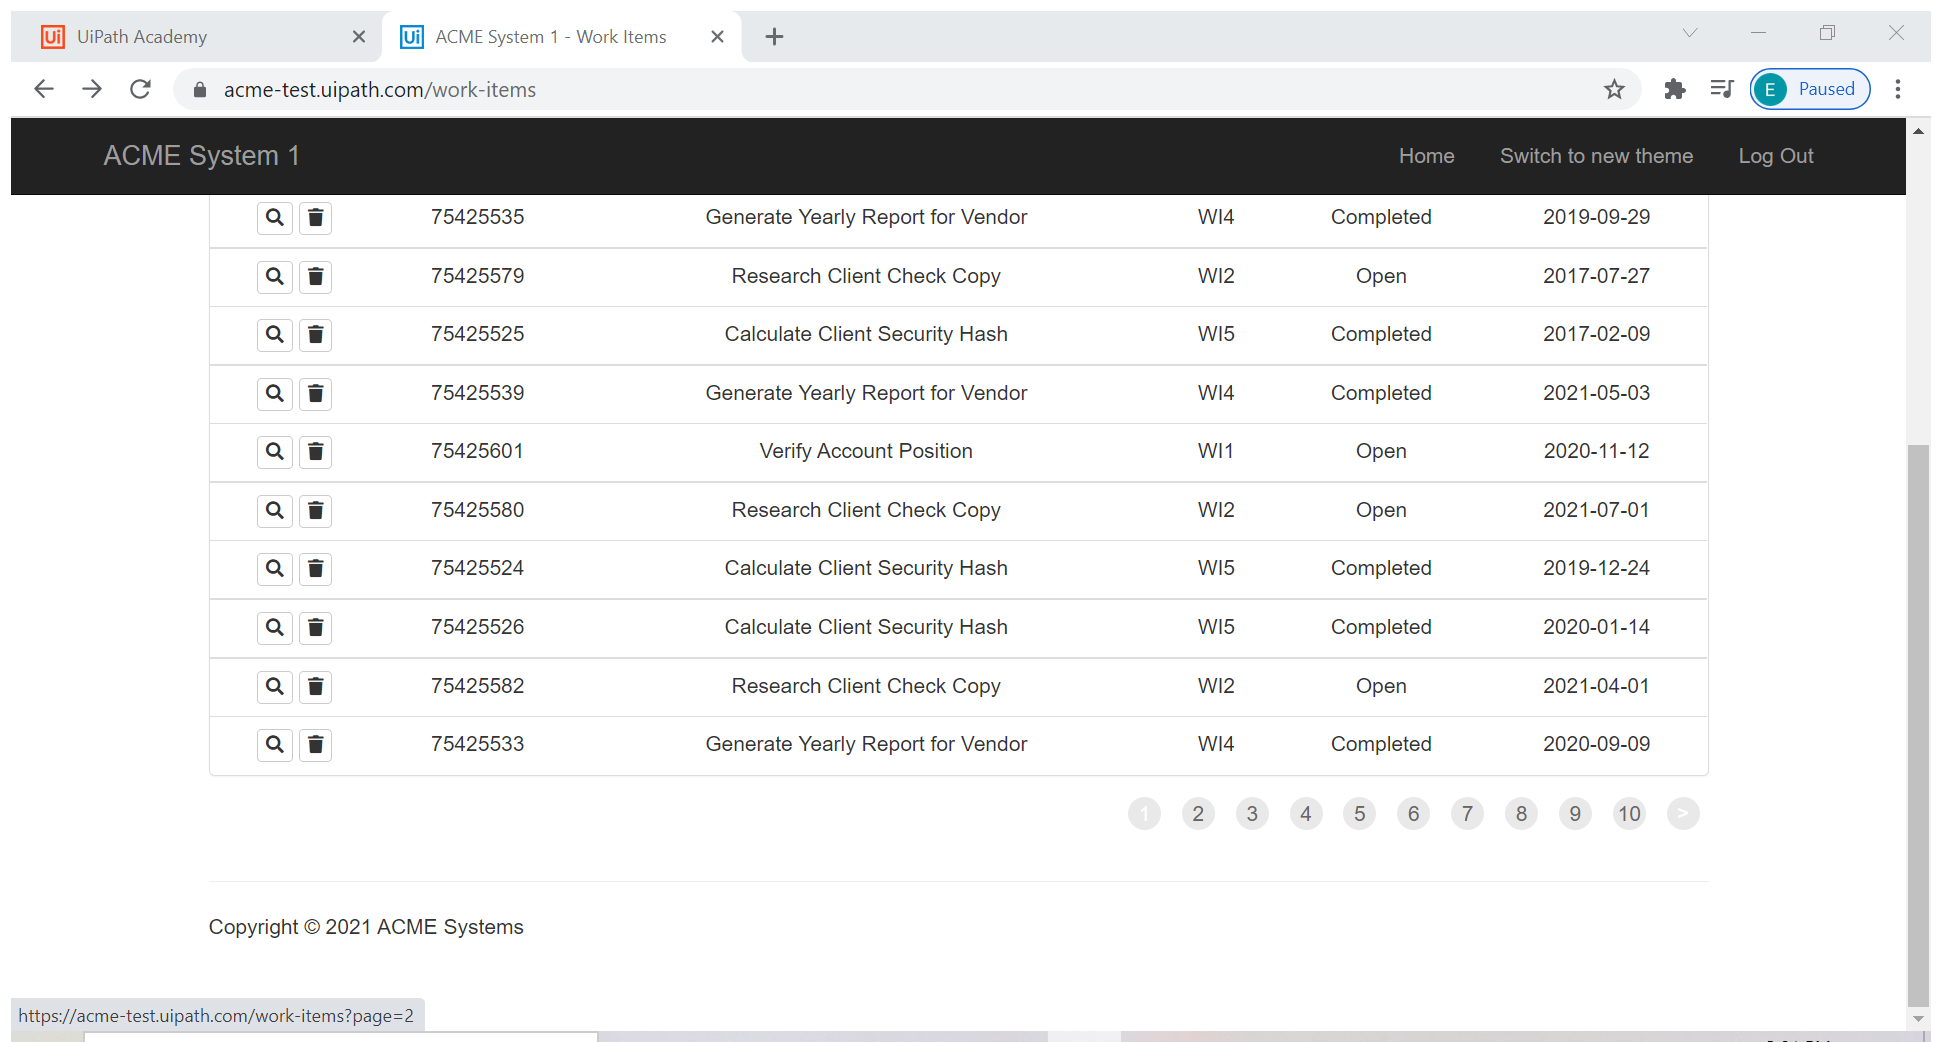 UiPath Academy ACME System 1 - Work Items
acme-test.uipath.com/work-items E Paused
ACME System 1 Home Switch to new theme Log Out
75425535 Generate Yearly Report for Vendor WI4 Completed 2019-09-29
75425579 Research Client Check Copy WI2 Open 2017-07-27
75425525 Calculate Client Security Hash WI5 Completed 2017-02-09
75425539 Generate Yearly Report for Vendor WI4 Completed 2021-05-03
75425601 Verify Account Position WI1 Open 2020-11-12
75425580 Research Client Check Copy WI2 Open 2021-07-01
75425524 Calculate Client Security Hash WI5 Completed 2019-12-24
75425526 Calculate Client Security Hash WI5 Completed 2020-01-14
75425582 Research Client Check Copy WI2 Open 2021-04-01
75425533 Generate Yearly Report for Vendor WI4 Completed 2020-09-09
1 2 3 4 5 6 7 8 9 10 >
Copyright © 2021 ACME Systems
https://acme-test.uipath.com/work-items?page=2